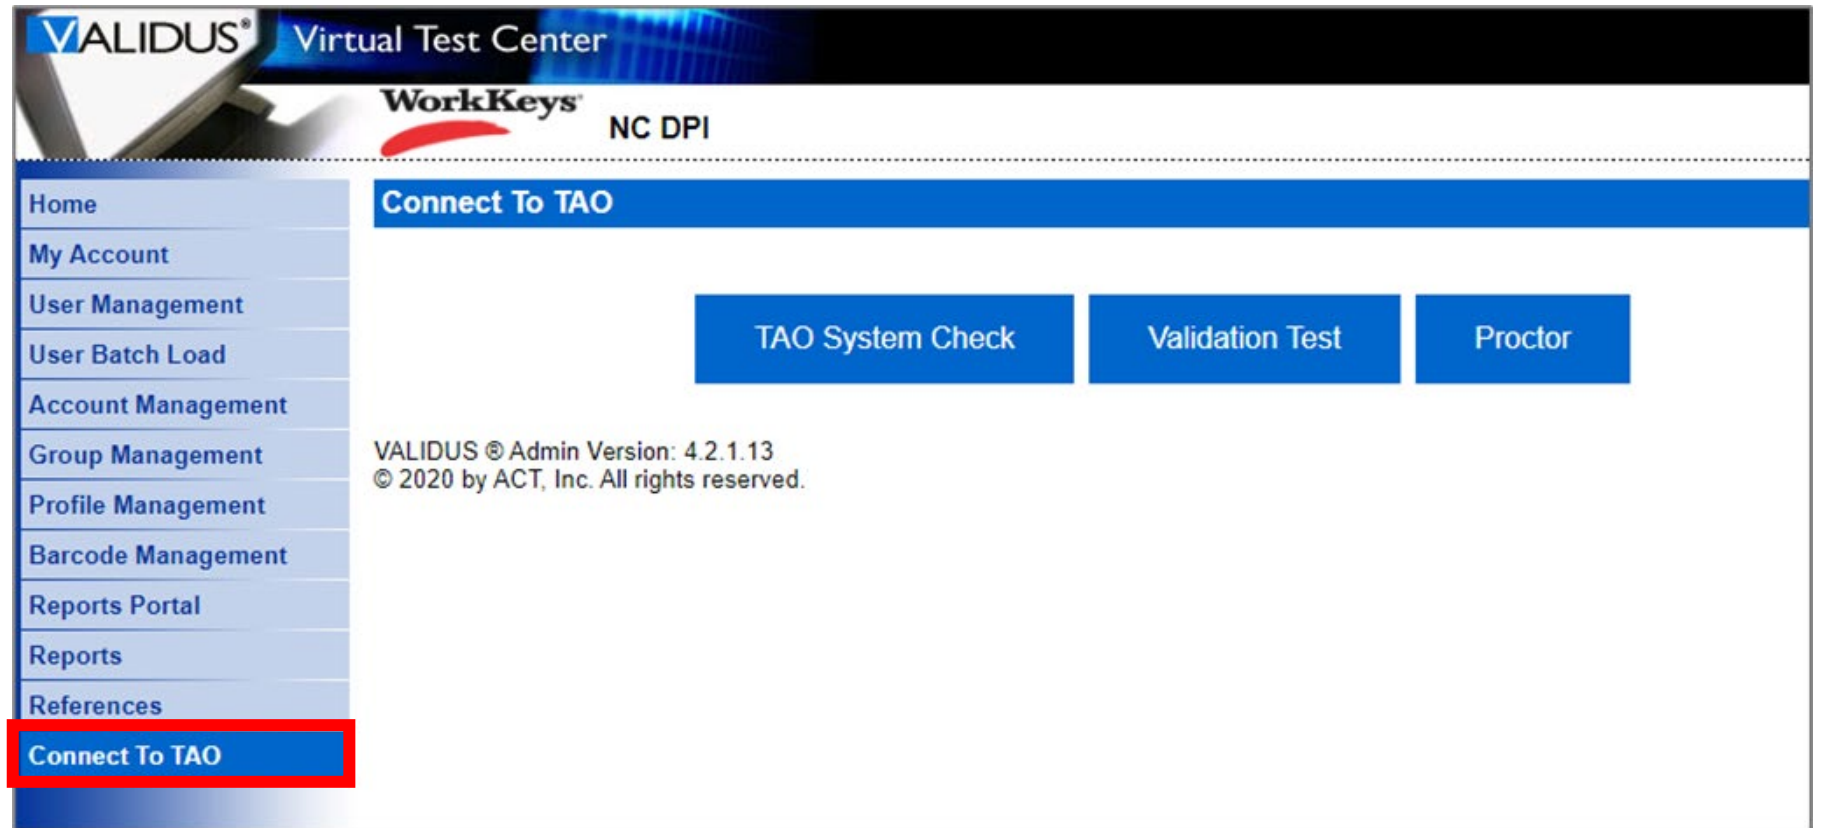 VALIDUS® Virtual Test Center
WorkKeys®
NC DPI
Home
My Account
User Management
User Batch Load
Account Management
Group Management
Profile Management
Barcode Management
Reports Portal
Reports
References
Connect To TAO
Connect To TAO
TAO System Check
Validation Test
Proctor
VALIDUS ® Admin Version: 4.2.1.13
© 2020 by ACT, Inc. All rights reserved.